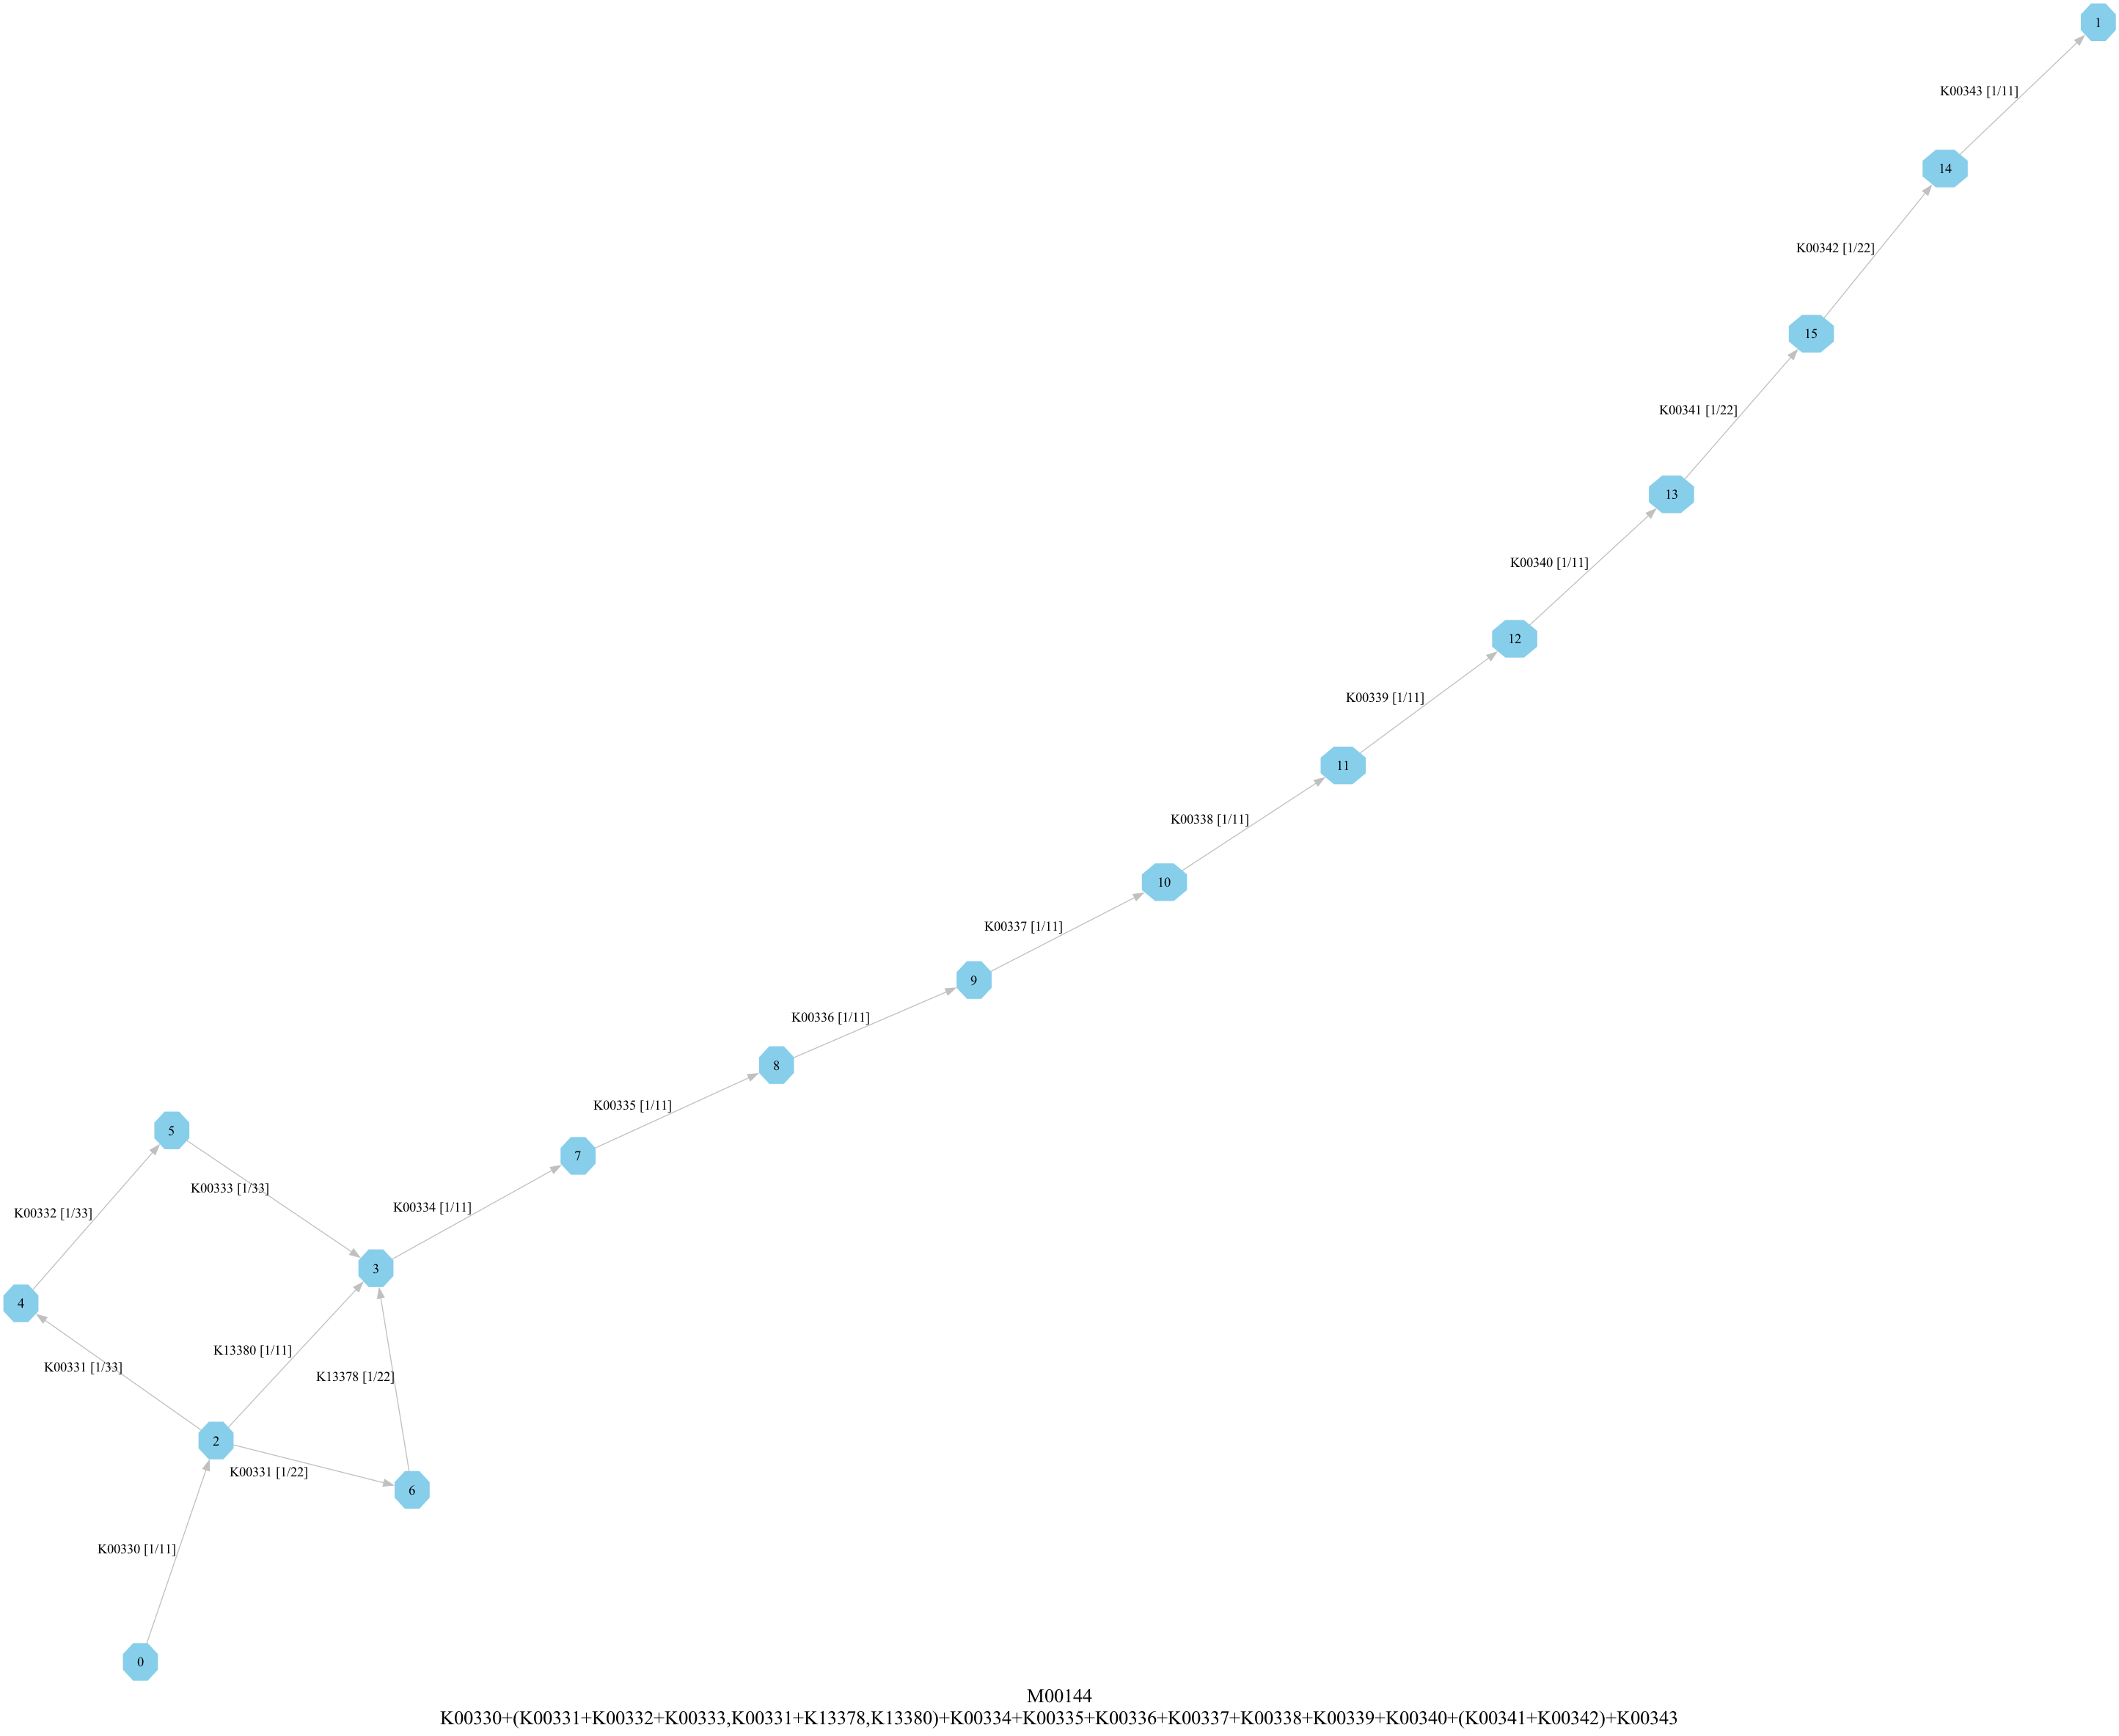 1
K00343 [1/11]
14
K00342 [1/22]
15
K00341 [1/22]
13
K00340 [1/11]
12
K00339 [1/11]
11
K00338 [1/11]
10
K00337 [1/11]
9
K00336 [1/11]
8
K00335 [1/11]
5
7
K00333 [1/33]
K00334 [1/11]
K00332 [1/33]
3
4
K13380 [1/11]
K00331 [1/33]
K13378 [1/22]
2
K00331 [1/22]
6
K00330 [1/11]
0
M00144
K00330+(K00331+K00332+K00333,K00331+K13378,K13380)+K00334+K00335+K00336+K00337+K00338+K00339+K00340+(K00341+K00342)+K00343